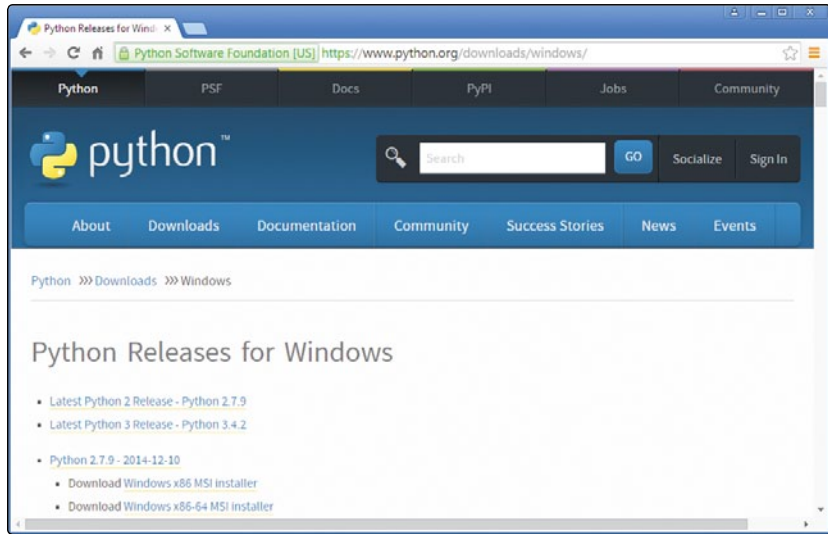 Python Releases for Wind
Python Software Foundation [US] https://www.python.org/downloads/windows/
Python PSF Docs PyPI Jobs Community
python™
Search GO Socialize Sign In
About Downloads Documentation Community Success Stories News Events
Python >>> Downloads >>> Windows
Python Releases for Windows
Latest Python 2 Release - Python 2.7.9
Latest Python 3 Release - Python 3.4.2
Python 2.7.9 - 2014-12-10
Download Windows x86 MSI installer
Download Windows x86-64 MSI installer